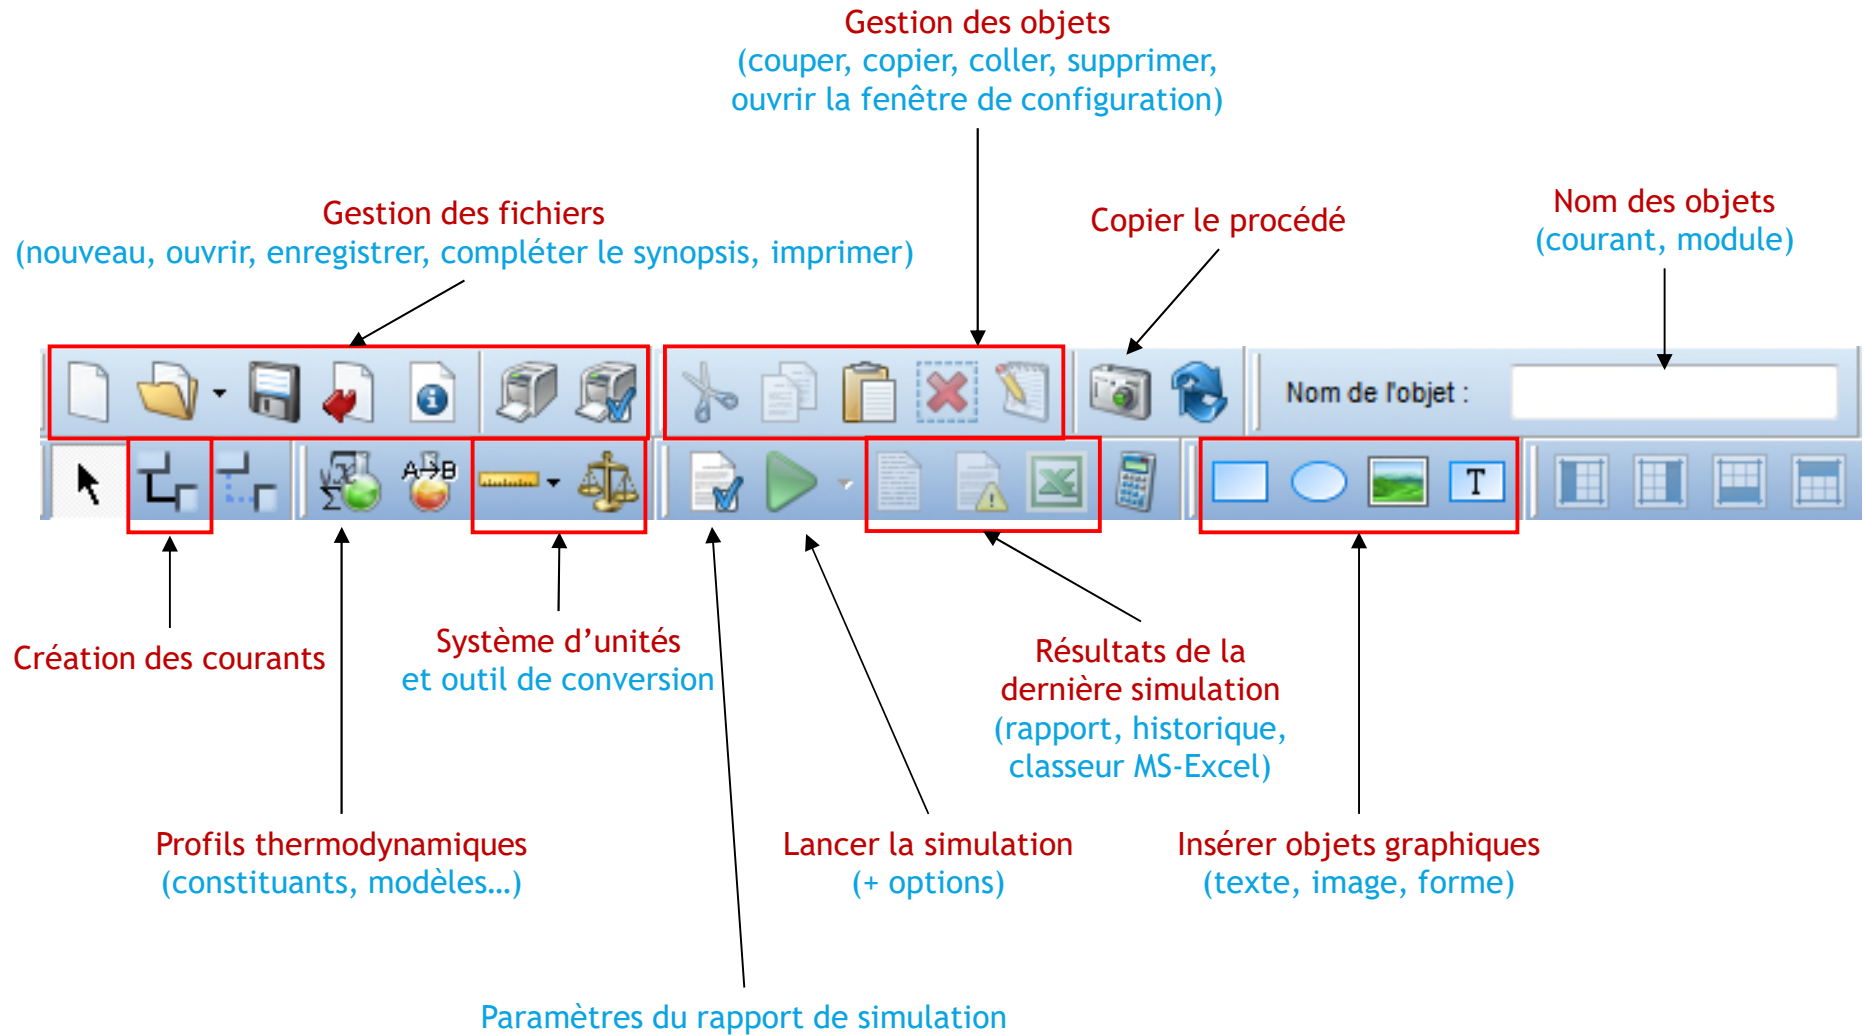 Gestion des objets
(couper, copier, coller, supprimer,
ouvrir la fenêtre de configuration)
Gestion des fichiers
(nouveau, ouvrir, enregistrer, compléter le synopsis, imprimer)
Copier le procédé
Nom des objets
(courant, module)
Nom de l'objet :
A→B
T
Création des courants
Système d’unités
et outil de conversion
Résultats de la
dernière simulation
(rapport, historique,
classeur MS-Excel)
Profils thermodynamiques
(constituants, modèles…)
Lancer la simulation
(+ options)
Insérer objets graphiques
(texte, image, forme)
Paramètres du rapport de simulation